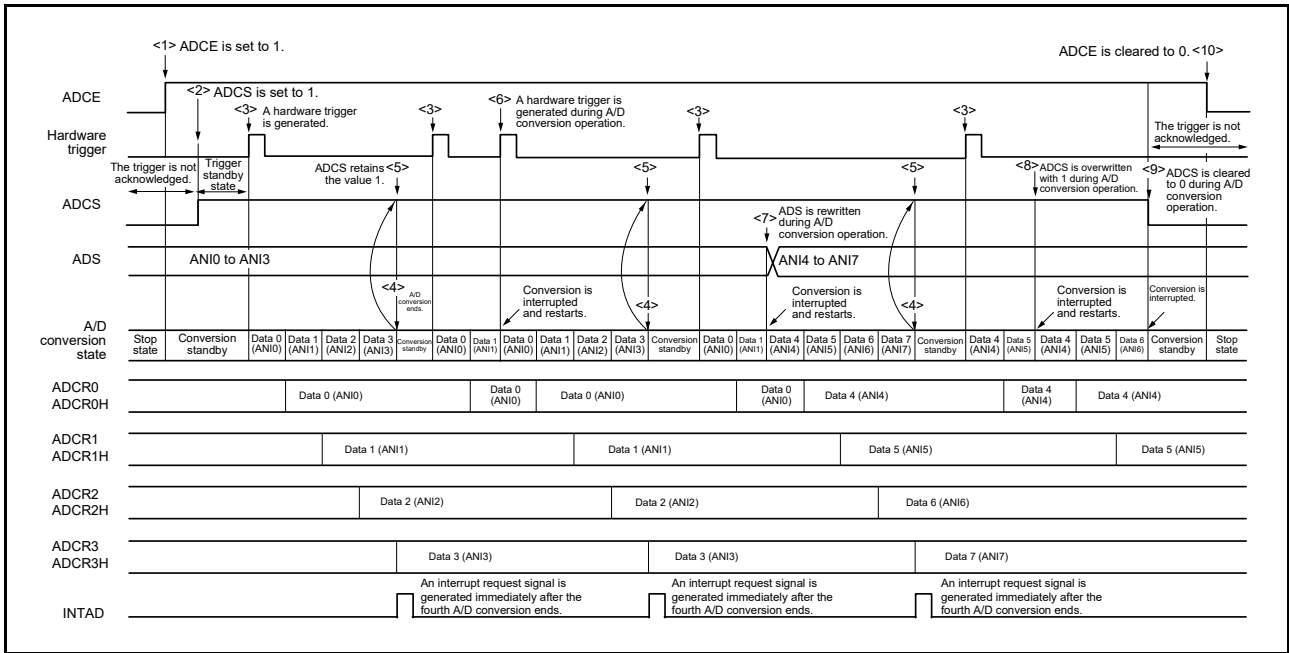 <1> ADCE is set to 1.
ADCE is cleared to 0. <10>
ADCE
<2> ADCS is set to 1.
<3> A hardware trigger
is generated.
<3>
<6> A hardware trigger is
generated during A/D
conversion operation.
<3>
<3>
Hardware
trigger
The trigger is not
acknowledged.
The trigger is not
acknowledged.
Trigger
standby
state
ADCS retains
the value 1.
<5>
<5>
<5>
<8> ADCS is overwritten
with 1 during A/D
conversion operation.
<9> ADCS is cleared
to 0 during A/D
conversion
operation.
ADCS
<7> ADS is rewritten
during A/D
conversion operation.
ADS
ANI0 to ANI3
ANI4 to ANI7
<4> A/D
conversion
ends.
Conversion is
interrupted
and restarts.
<4>
Conversion is
interrupted
and restarts.
<4>
Conversion is
interrupted
and restarts.
Conversion is
interrupted.
A/D
conversion
state
Stop
state
Conversion
standby
Data 0
(ANI0)
Data 1
(ANI1)
Data 2
(ANI2)
Data 3
(ANI3)
Conversion
standby
Data 0
(ANI0)
Data 1
(ANI1)
Data 0
(ANI0)
Data 1
(ANI1)
Data 2
(ANI2)
Data 3
(ANI3)
Conversion
standby
Data 0
(ANI0)
Data 1
(ANI1)
Data 4
(ANI4)
Data 5
(ANI5)
Data 6
(ANI6)
Data 7
(ANI7)
Conversion
standby
Data 4
(ANI4)
Data 5
(ANI5)
Data 4
(ANI4)
Data 5
(ANI5)
Data 6
(ANI6)
Conversion
standby
Stop
state
ADCR0
ADCR0H
Data 0 (ANI0)
Data 0
(ANI0)
Data 0 (ANI0)
Data 0
(ANI0)
Data 4 (ANI4)
Data 4
(ANI4)
Data 4 (ANI4)
ADCR1
ADCR1H
Data 1 (ANI1)
Data 1 (ANI1)
Data 5 (ANI5)
Data 5 (ANI5)
ADCR2
ADCR2H
Data 2 (ANI2)
Data 2 (ANI2)
Data 6 (ANI6)
ADCR3
ADCR3H
Data 3 (ANI3)
Data 3 (ANI3)
Data 7 (ANI7)
INTAD
An interrupt request signal is
generated immediately after the
fourth A/D conversion ends.
An interrupt request signal is
generated immediately after the
fourth A/D conversion ends.
An interrupt request signal is
generated immediately after the
fourth A/D conversion ends.